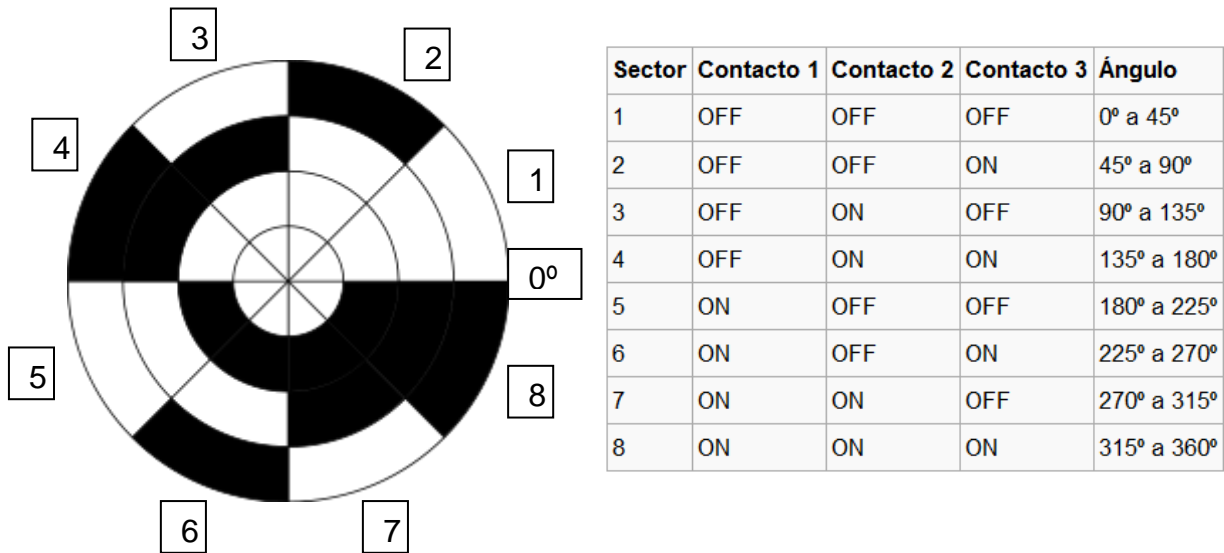 3
2
4
1
0º
5
8
6
7
Sector Contacto 1 Contacto 2 Contacto 3 Ángulo
1 OFF OFF OFF 0º a 45º
2 OFF OFF ON 45º a 90º
3 OFF ON OFF 90º a 135º
4 OFF ON ON 135º a 180º
5 ON OFF OFF 180º a 225º
6 ON OFF ON 225º a 270º
7 ON ON OFF 270º a 315º
8 ON ON ON 315º a 360º